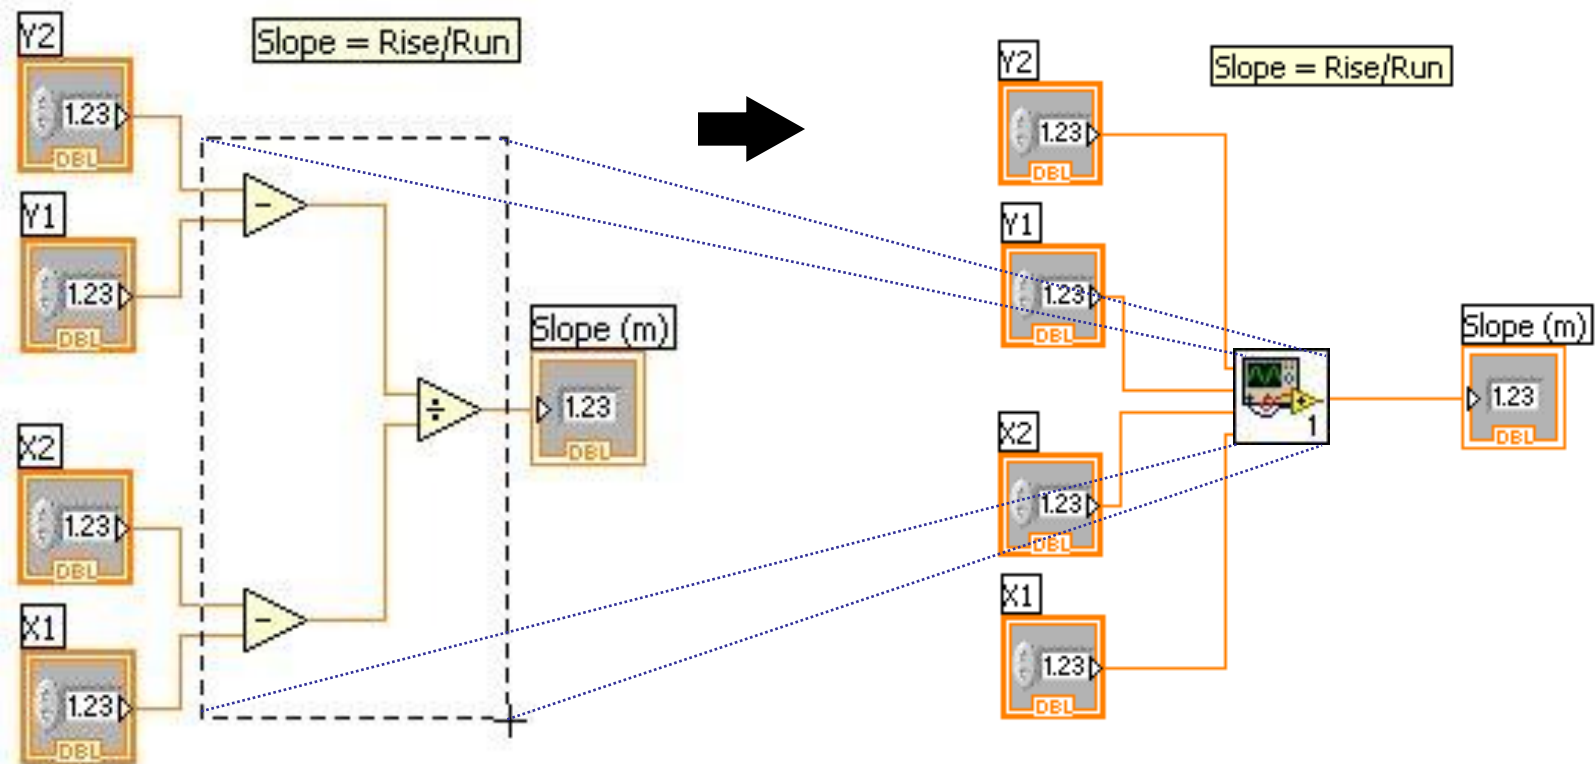 Y2
Slope = Rise/Run
1.23
DBL
−
Y1
1.23
DBL
Slope (m)
÷
1.23
DBL
X2
1.23
DBL
−
X1
1.23
DBL
Y2
Slope = Rise/Run
1.23
DBL
Y1
1.23
DBL
Slope (m)
1
1.23
DBL
X2
1.23
DBL
X1
1.23
DBL